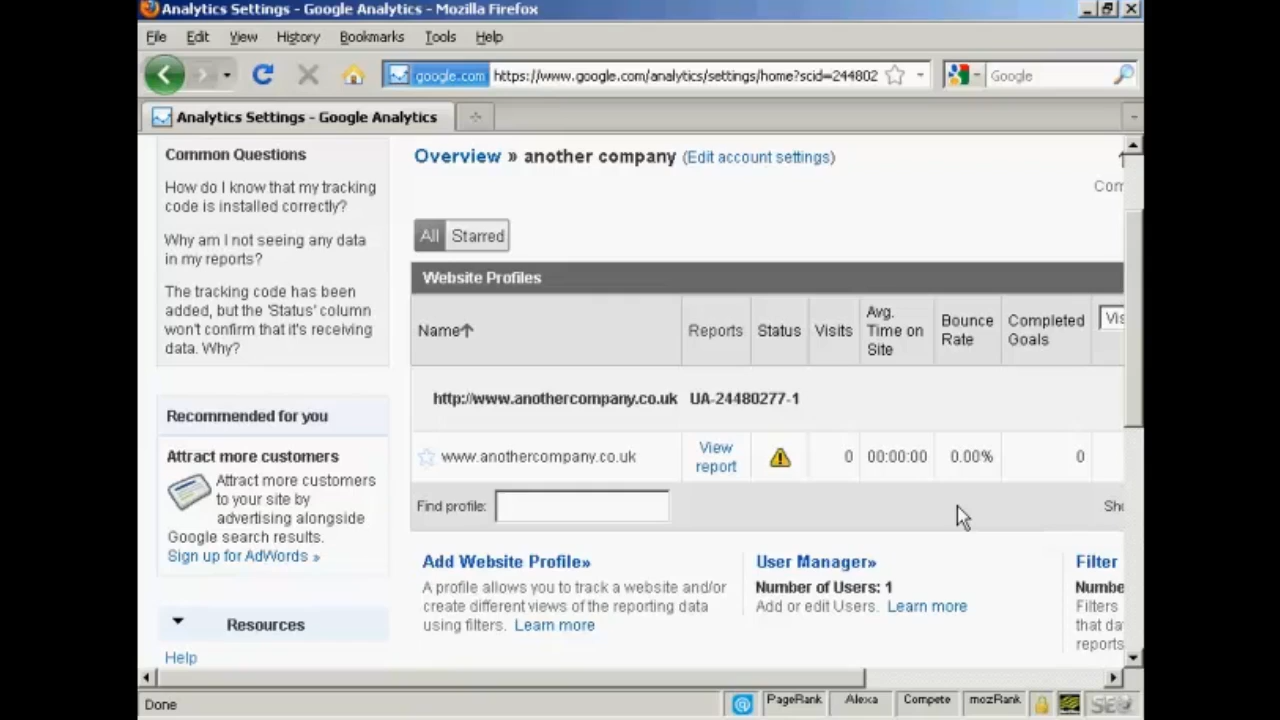 Analytics Settings - Google Analytics - Mozilla Firefox
File Edit View History Bookmarks Tools Help
google.com https://www.google.com/analytics/settings/home?scid=244802
Google
Analytics Settings - Google Analytics
Common Questions
How do I know that my tracking
code is installed correctly?
Why am I not seeing any data
in my reports?
The tracking code has been
added, but the 'Status' column
won't confirm that it's receiving
data. Why?
Recommended for you
Attract more customers
Attract more customers
to your site by
advertising alongside
Google search results.
Sign up for AdWords »
Resources
Help
Overview » another company (Edit account settings)
Com
All Starred
Website Profiles
Name↑ Reports Status Visits Avg. Time on Site Bounce Rate Completed Goals Vis
http://www.anothercompany.co.uk UA-24480277-1
www.anothercompany.co.uk View report 0 00:00:00 0.00% 0
Find profile: Sho
Add Website Profile»
A profile allows you to track a website and/or
create different views of the reporting data
using filters. Learn more
User Manager»
Number of Users: 1
Add or edit Users. Learn more
Filter
Numbe
Filters
that da
reports
Done PageRank Alexa Compete mozRank SEO